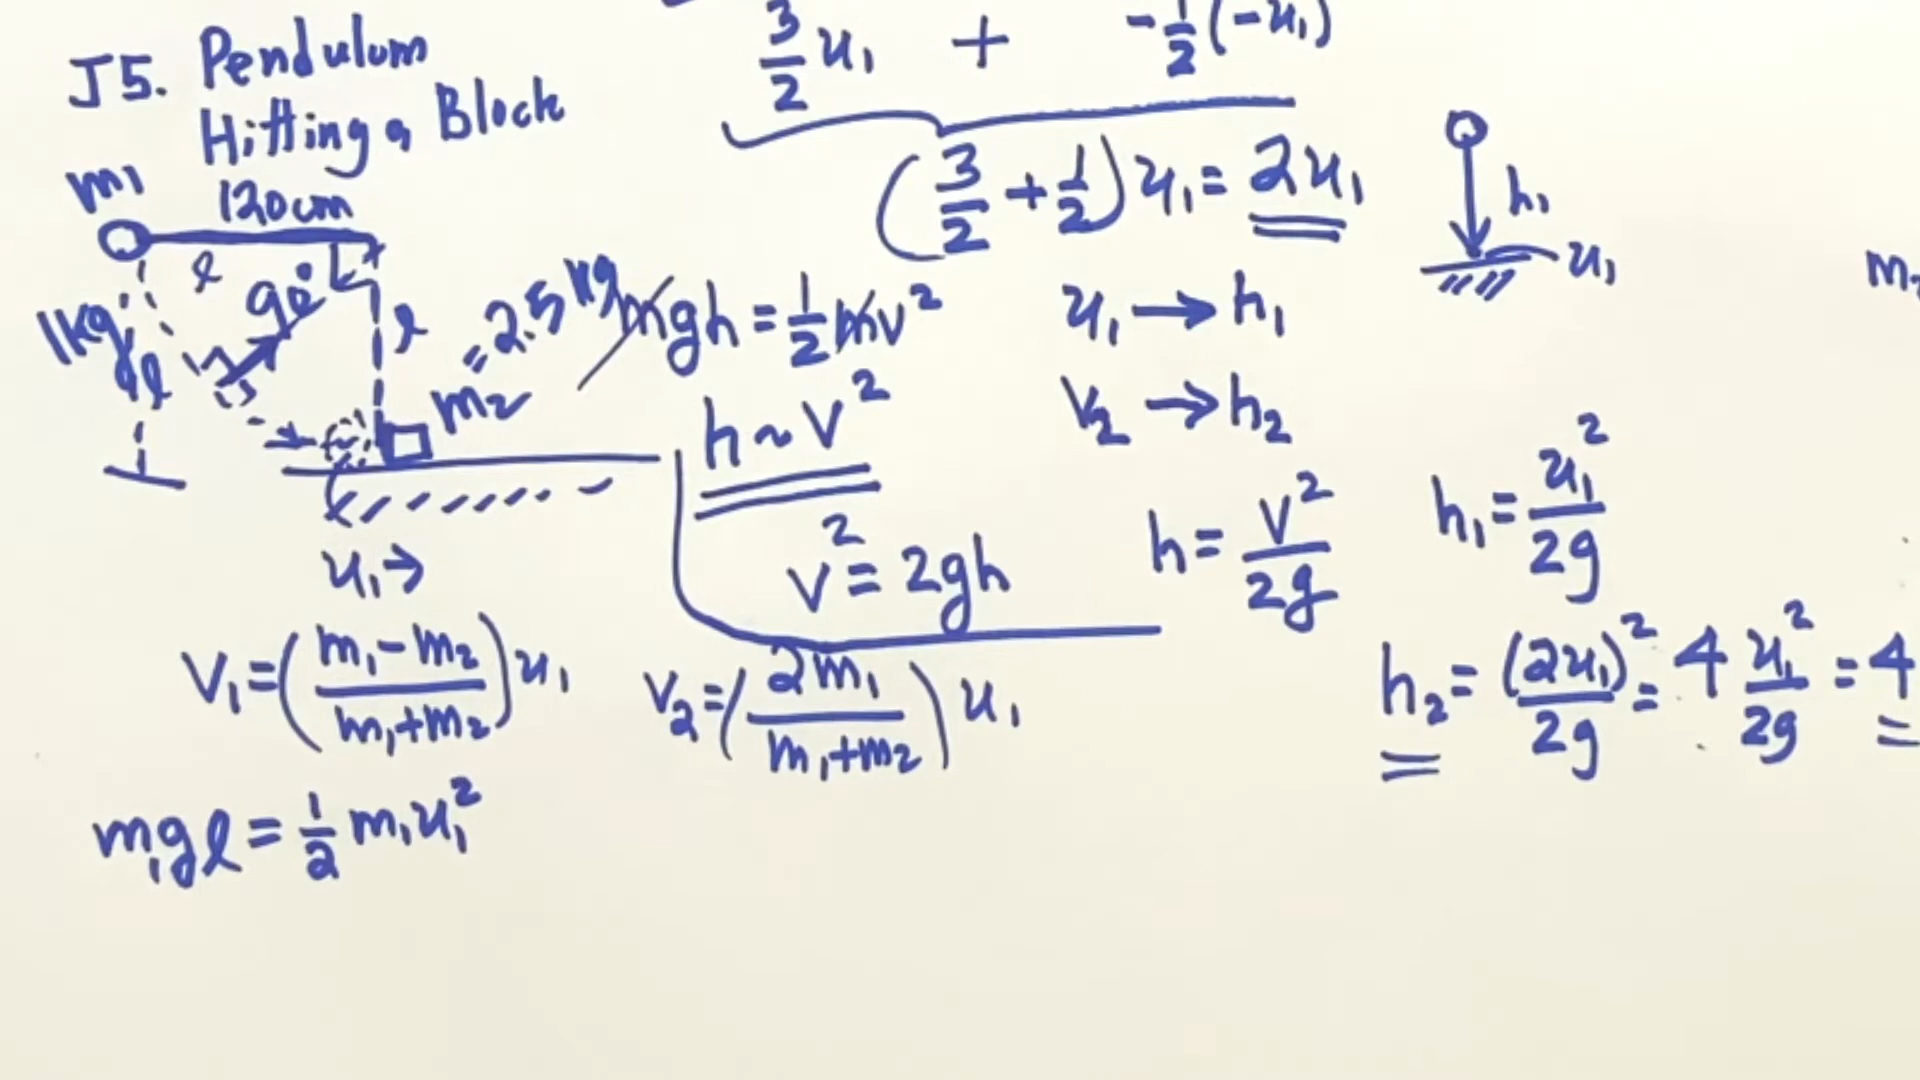 J5. Pendulum
Hitting a Block
m₁
120cm
l
90°
1kg
l
l
m₂ = 2.5 kg
u₁→
v₁=((m₁-m₂)/(m₁+m₂))u₁
v₂=(2m₁/(m₁+m₂))u₁
m₁gl = 1/2 m₁u₁²
3/2 u₁ + -1/2(-u₁)
(3/2+1/2)u₁=2u₁
mgh = 1/2 mv²
h~v²
v²=2gh
u₁→h₁
v₂→h₂
h=v²/2g
h₁
u₁
h₁=u₁²/2g
h₂=(2u₁)²/2g=4 u₁²/2g=4